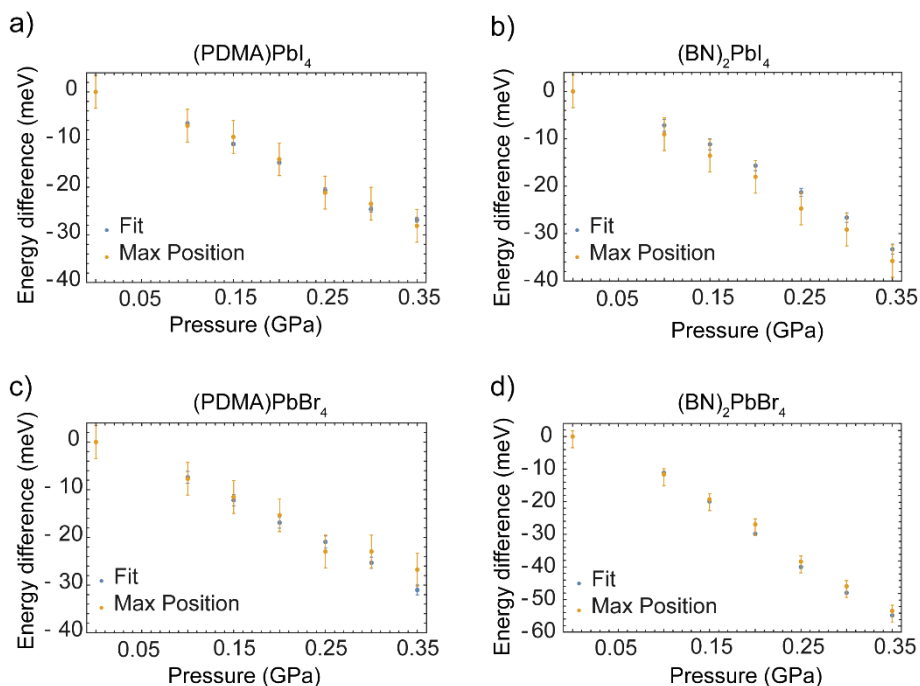 a)
(PDMA)PbI4
Energy difference (meV)
0
- 10
- 20
- 30
- 40
Fit
Max Position
0.05 0.15 0.25 0.35
Pressure (GPa)
b)
(BN)2PbI4
Energy difference (meV)
0
- 10
- 20
- 30
- 40
Fit
Max Position
0.05 0.15 0.25 0.35
Pressure (GPa)
c)
(PDMA)PbBr4
Energy difference (meV)
0
- 10
- 20
- 30
- 40
Fit
Max Position
0.05 0.15 0.25 0.35
Pressure (GPa)
d)
(BN)2PbBr4
Energy difference (meV)
0
- 10
- 20
- 30
- 40
- 50
-60
Fit
Max Position
0.05 0.15 0.25 0.35
Pressure (GPa)